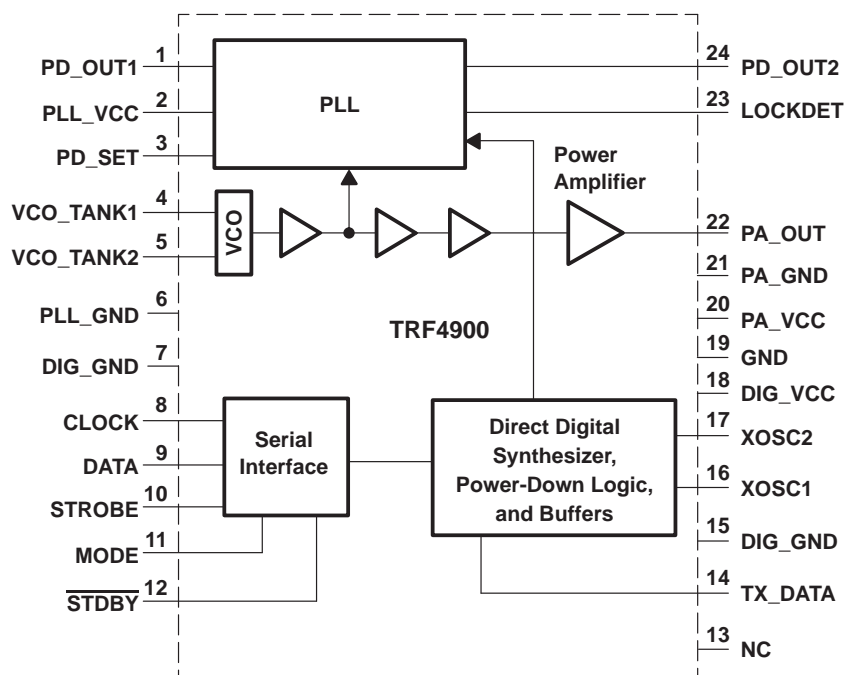 1
PD_OUT1
2
PLL_VCC
3
PD_SET
4
VCO_TANK1
5
VCO_TANK2
6
PLL_GND
7
DIG_GND
8
CLOCK
9
DATA
10
STROBE
11
MODE
12
STDBY
PLL
VCO
Power
Amplifier
TRF4900
Serial
Interface
Direct Digital
Synthesizer,
Power-Down Logic,
and Buffers
24
PD_OUT2
23
LOCKDET
22
PA_OUT
21
PA_GND
20
PA_VCC
19
GND
18
DIG_VCC
17
XOSC2
16
XOSC1
15
DIG_GND
14
TX_DATA
13
NC